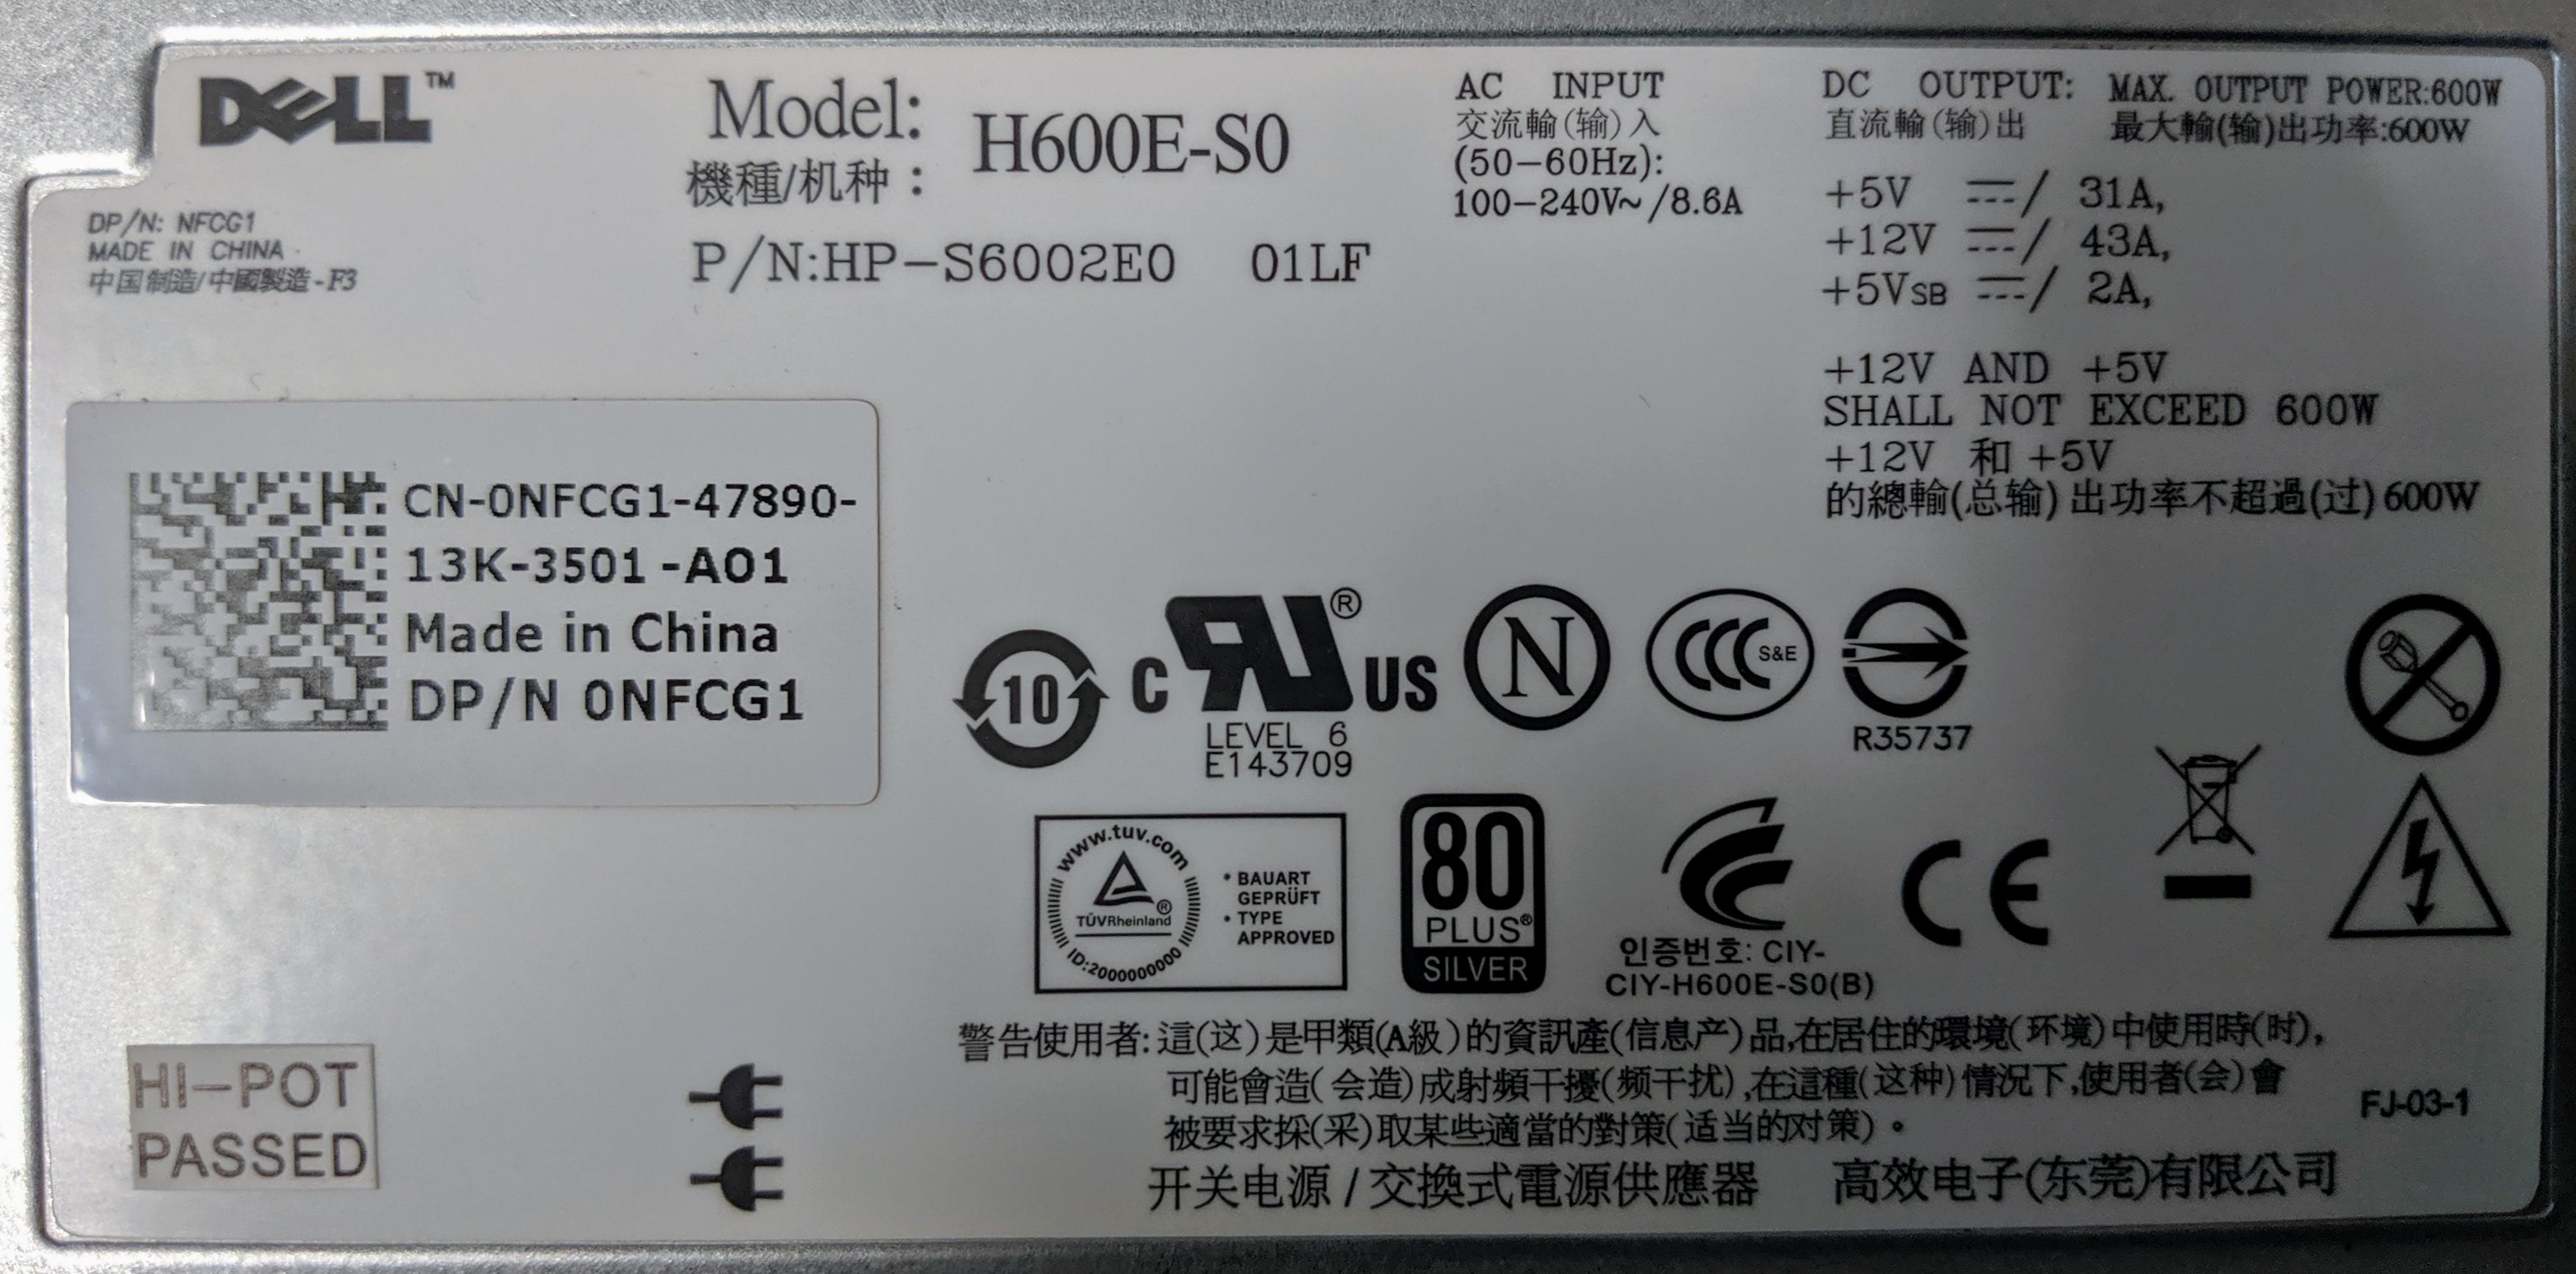 DELL™
Model: H600E-S0
機種/机种：
P/N:HP-S6002E0 01LF
DP/N: NFCG1
MADE IN CHINA
中国制造/中國製造-F3
AC INPUT
交流輸(输)入
(50-60Hz):
100-240V~/8.6A
DC OUTPUT: MAX. OUTPUT POWER:600W
直流輸(输)出 最大輸(输)出功率:600W
+5V ⎓/ 31A,
+12V ⎓/ 43A,
+5VSB ⎓/ 2A,
+12V AND +5V
SHALL NOT EXCEED 600W
+12V 和 +5V
的總輸(总输)出功率不超過(过)600W
CN-0NFCG1-47890-
13K-3501-A01
Made in China
DP/N 0NFCG1
10
c RU® US
LEVEL 6
E143709
N
CCC S&E
R35737
www.tuv.com
TÜVRheinland®
ID:2000000000
• BAUART
GEPRÜFT
• TYPE
APPROVED
80
PLUS®
SILVER
인증번호: CIY-
CIY-H600E-S0(B)
CE
警告使用者:這(这)是甲類(A級)的資訊產(信息产)品,在居住的環境(环境)中使用時(时),
可能會造(会造)成射頻干擾(频干扰),在這種(这种)情況下,使用者(会)會
被要求採(采)取某些適當的對策(适当的对策)。
FJ-03-1
开关电源/交換式電源供應器 高效电子(东莞)有限公司
HI-POT
PASSED